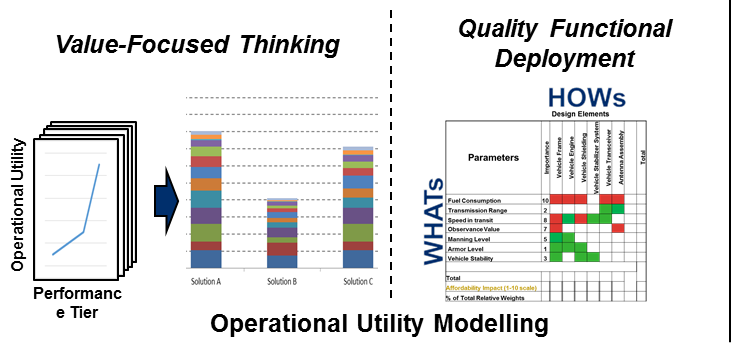 Value-Focused Thinking
Operational Utility
Performanc
e Tier
Solution A
Solution B
Solution C
Quality Functional
Deployment
HOWs
Design Elements
WHATs
Parameters
Importance
Vehicle Frame
Vehicle Engine
Vehicle Shielding
Vehicle Stabilizer System
Vehicle Transceiver
Antenna Assembly
Total
Fuel Consumption 10
Transmission Range 2
Speed in transit 8
Observance Value 7
Manning Level 5
Armor Level 1
Vehicle Stability 3
Total
Affordability Impact (1-10 scale)
% of Total Relative Weights
Operational Utility Modelling